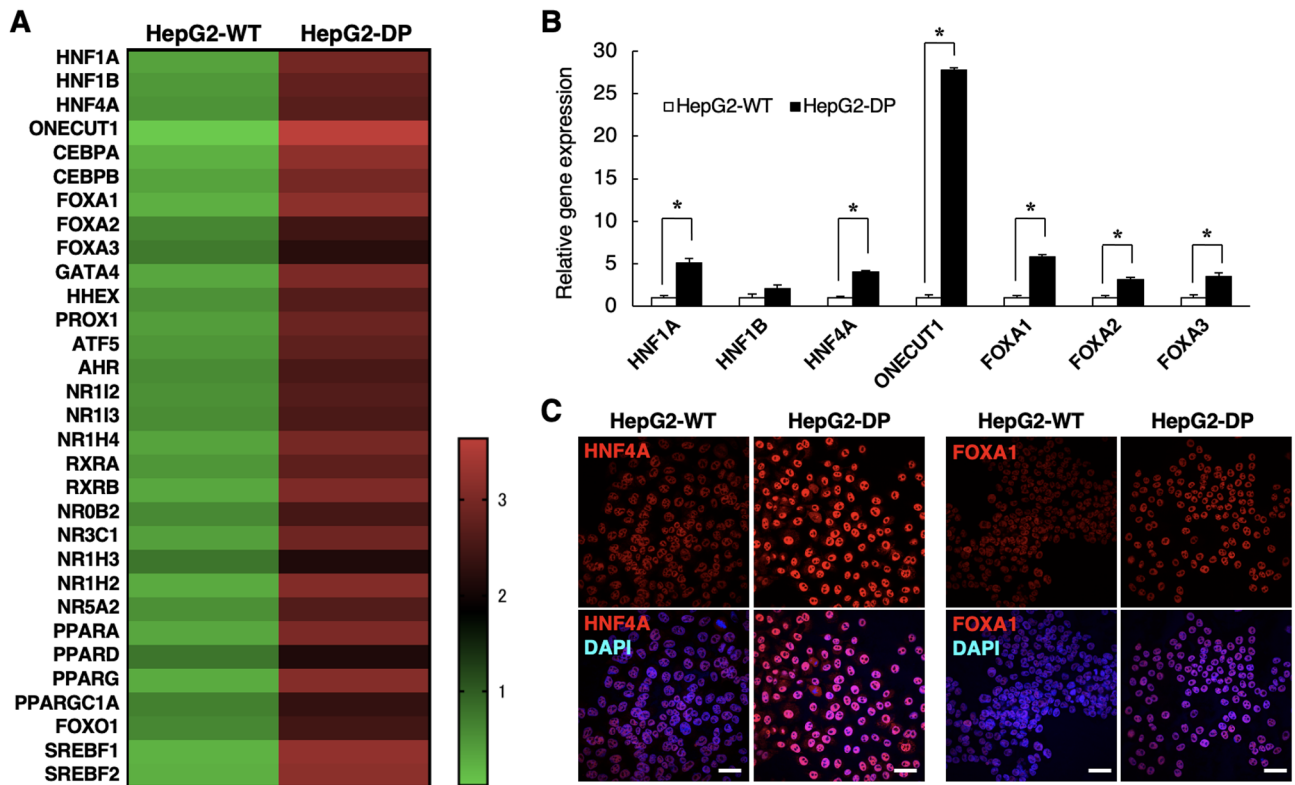 A
HepG2-WT HepG2-DP
HNF1A
HNF1B
HNF4A
ONECUT1
CEBPA
CEBPB
FOXA1
FOXA2
FOXA3
GATA4
HHEX
PROX1
ATF5
AHR
NR1I2
NR1I3
NR1H4
RXRA
RXRB
NR0B2
NR3C1
NR1H3
NR1H2
NR5A2
PPARA
PPARD
PPARG
PPARGC1A
FOXO1
SREBF1
SREBF2
3
2
1
B
Relative gene expression
30
25
20
15
10
5
0
HepG2-WT HepG2-DP
*
*
*
*
*
*
HNF1A
HNF1B
HNF4A
ONECUT1
FOXA1
FOXA2
FOXA3
C
HepG2-WT HepG2-DP HepG2-WT HepG2-DP
HNF4A
FOXA1
HNF4A
DAPI
FOXA1
DAPI